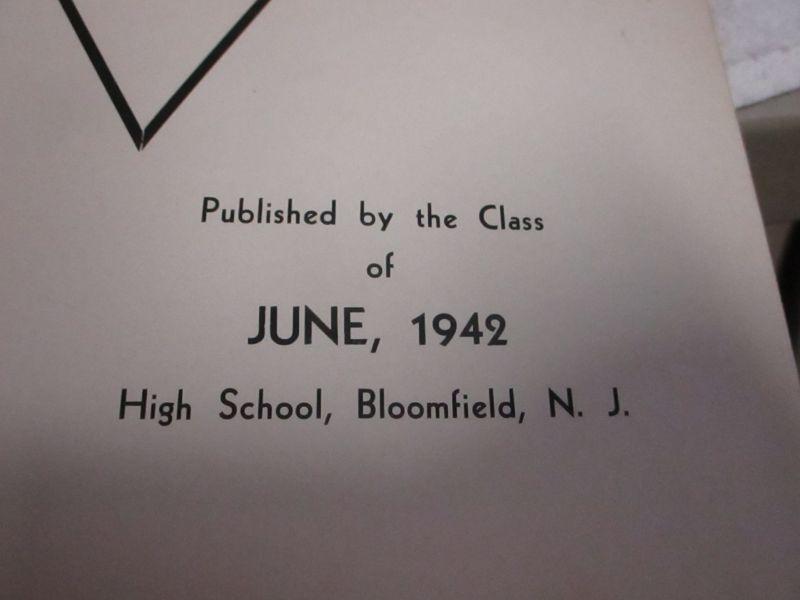 Published by the Class
of
JUNE, 1942
High School, Bloomfield, N. J.